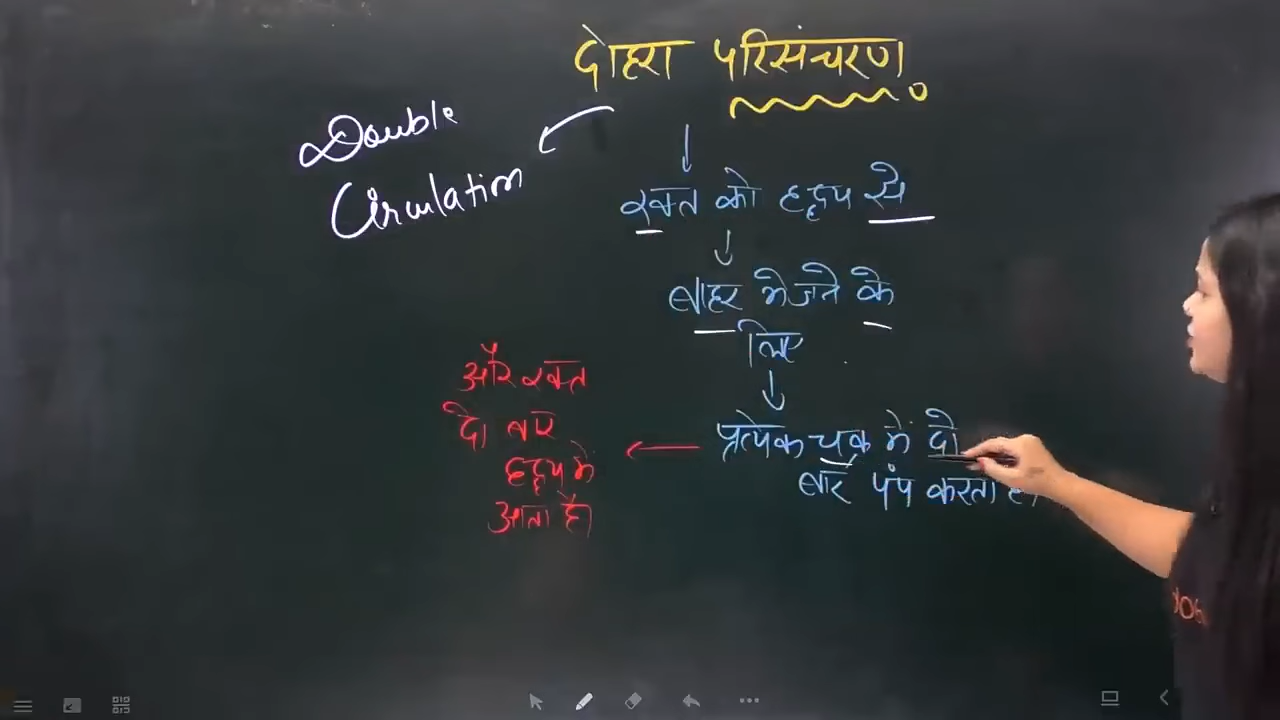 दोहरा परिसंचरण
Double
Circulation
रक्त को हृदय से
बाहर भेजने के
लिए
प्रत्येक चक्र में दो
बार पंप करता है।
और रक्त
दो बार
हृदय में
आता है।